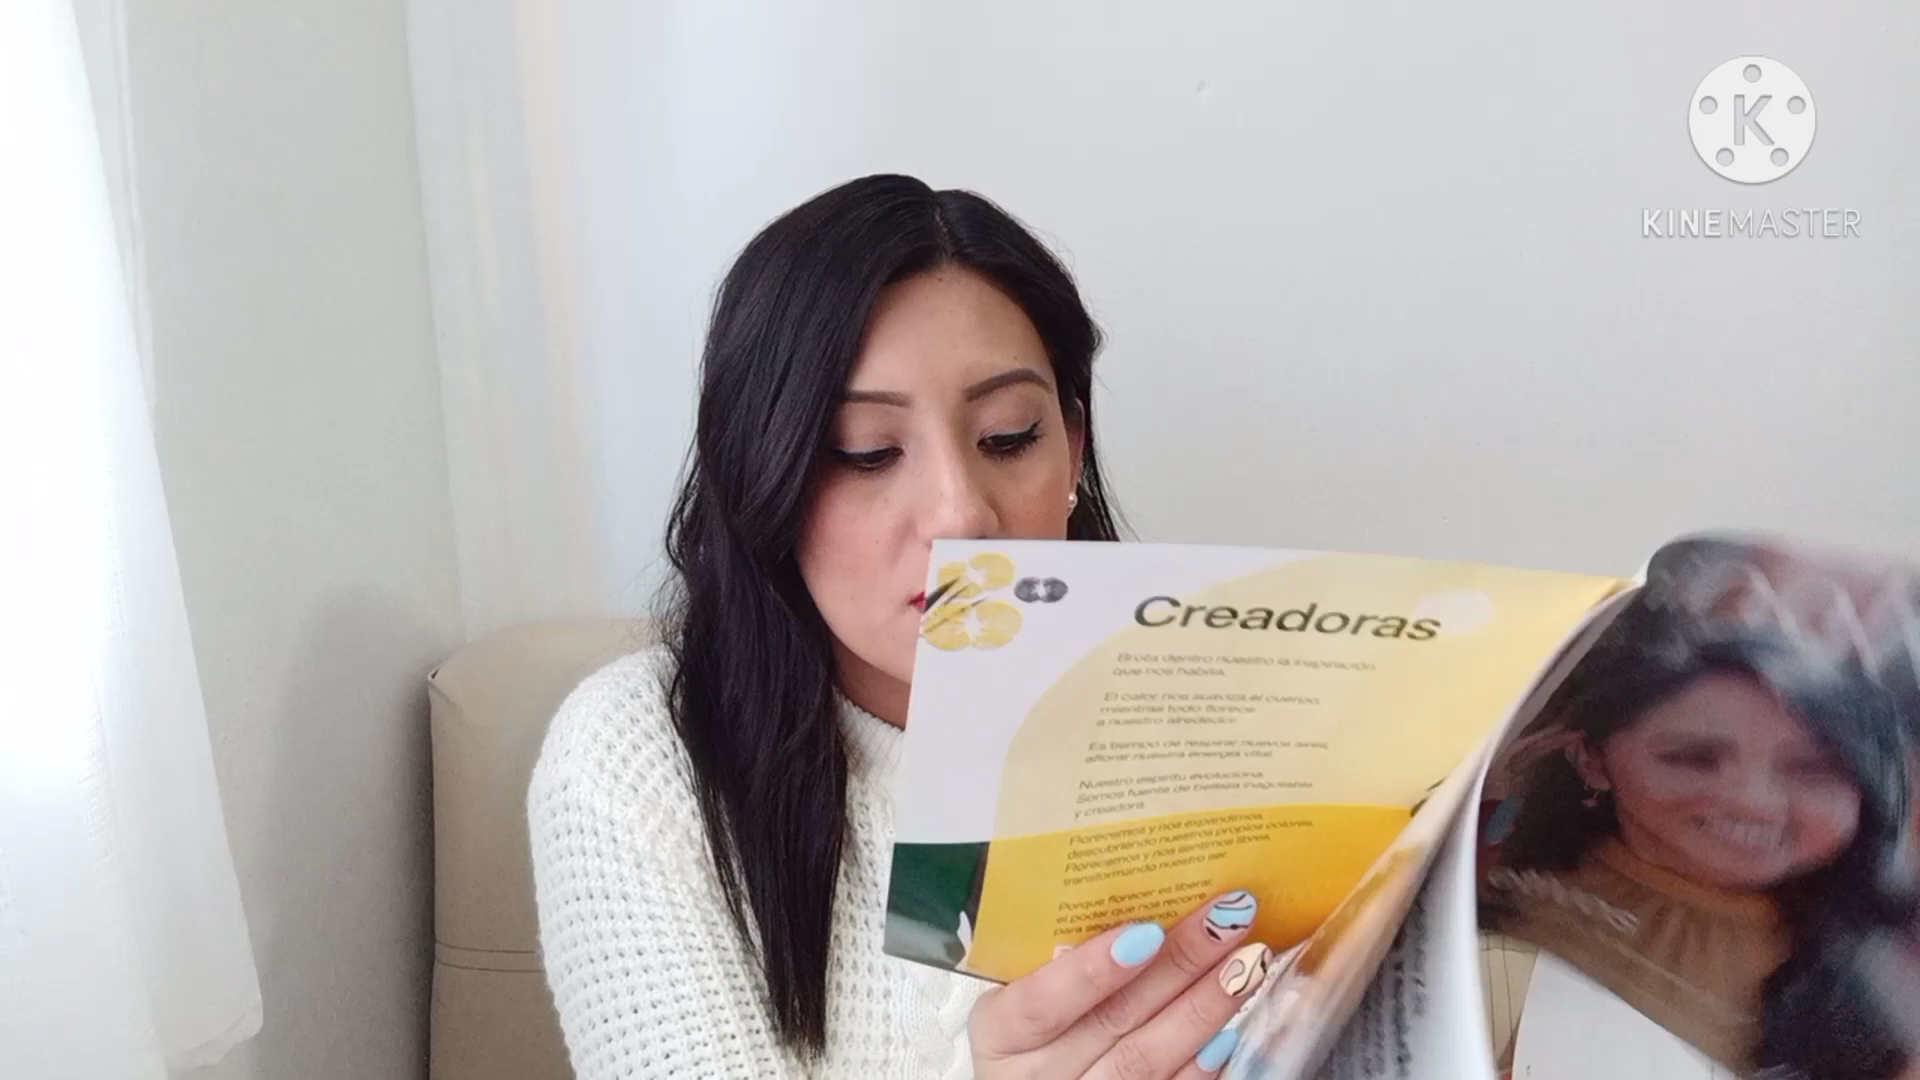 K
KINEMASTER
Creadoras
Brota dentro nuestro la inspiración
que nos habita.
El calor nos suaviza el cuerpo,
mientras todo florece
a nuestro alrededor.
Es tiempo de respirar nuevos aires,
aflorar nuestra energía vital.
Nuestro espíritu evoluciona.
Somos fuente de belleza inagotable
y creadora.
Florecemos y nos expandimos,
descubriendo nuestros propios colores.
Florecemos y nos sentimos libres,
transformando nuestro ser.
Porque florecer es liberar
el poder que nos recorre
para seguir creando.